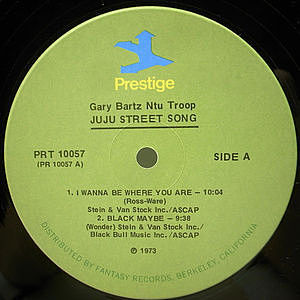 Prestige
Gary Bartz Ntu Troop
JUJU STREET SONG
PRT 10057
(PR 10057 A)
SIDE A
1. I WANNA BE WHERE YOU ARE — 10:04
(Ross-Ware)
Stein & Van Stock Inc./ASCAP
2. BLACK MAYBE - 9:38
(Wonder) Stein & Van Stock Inc./
Black Bull Music Inc./ASCAP
℗ 1973
DISTRIBUTED BY FANTASY RECORDS, BERKELEY, CALIFORNIA